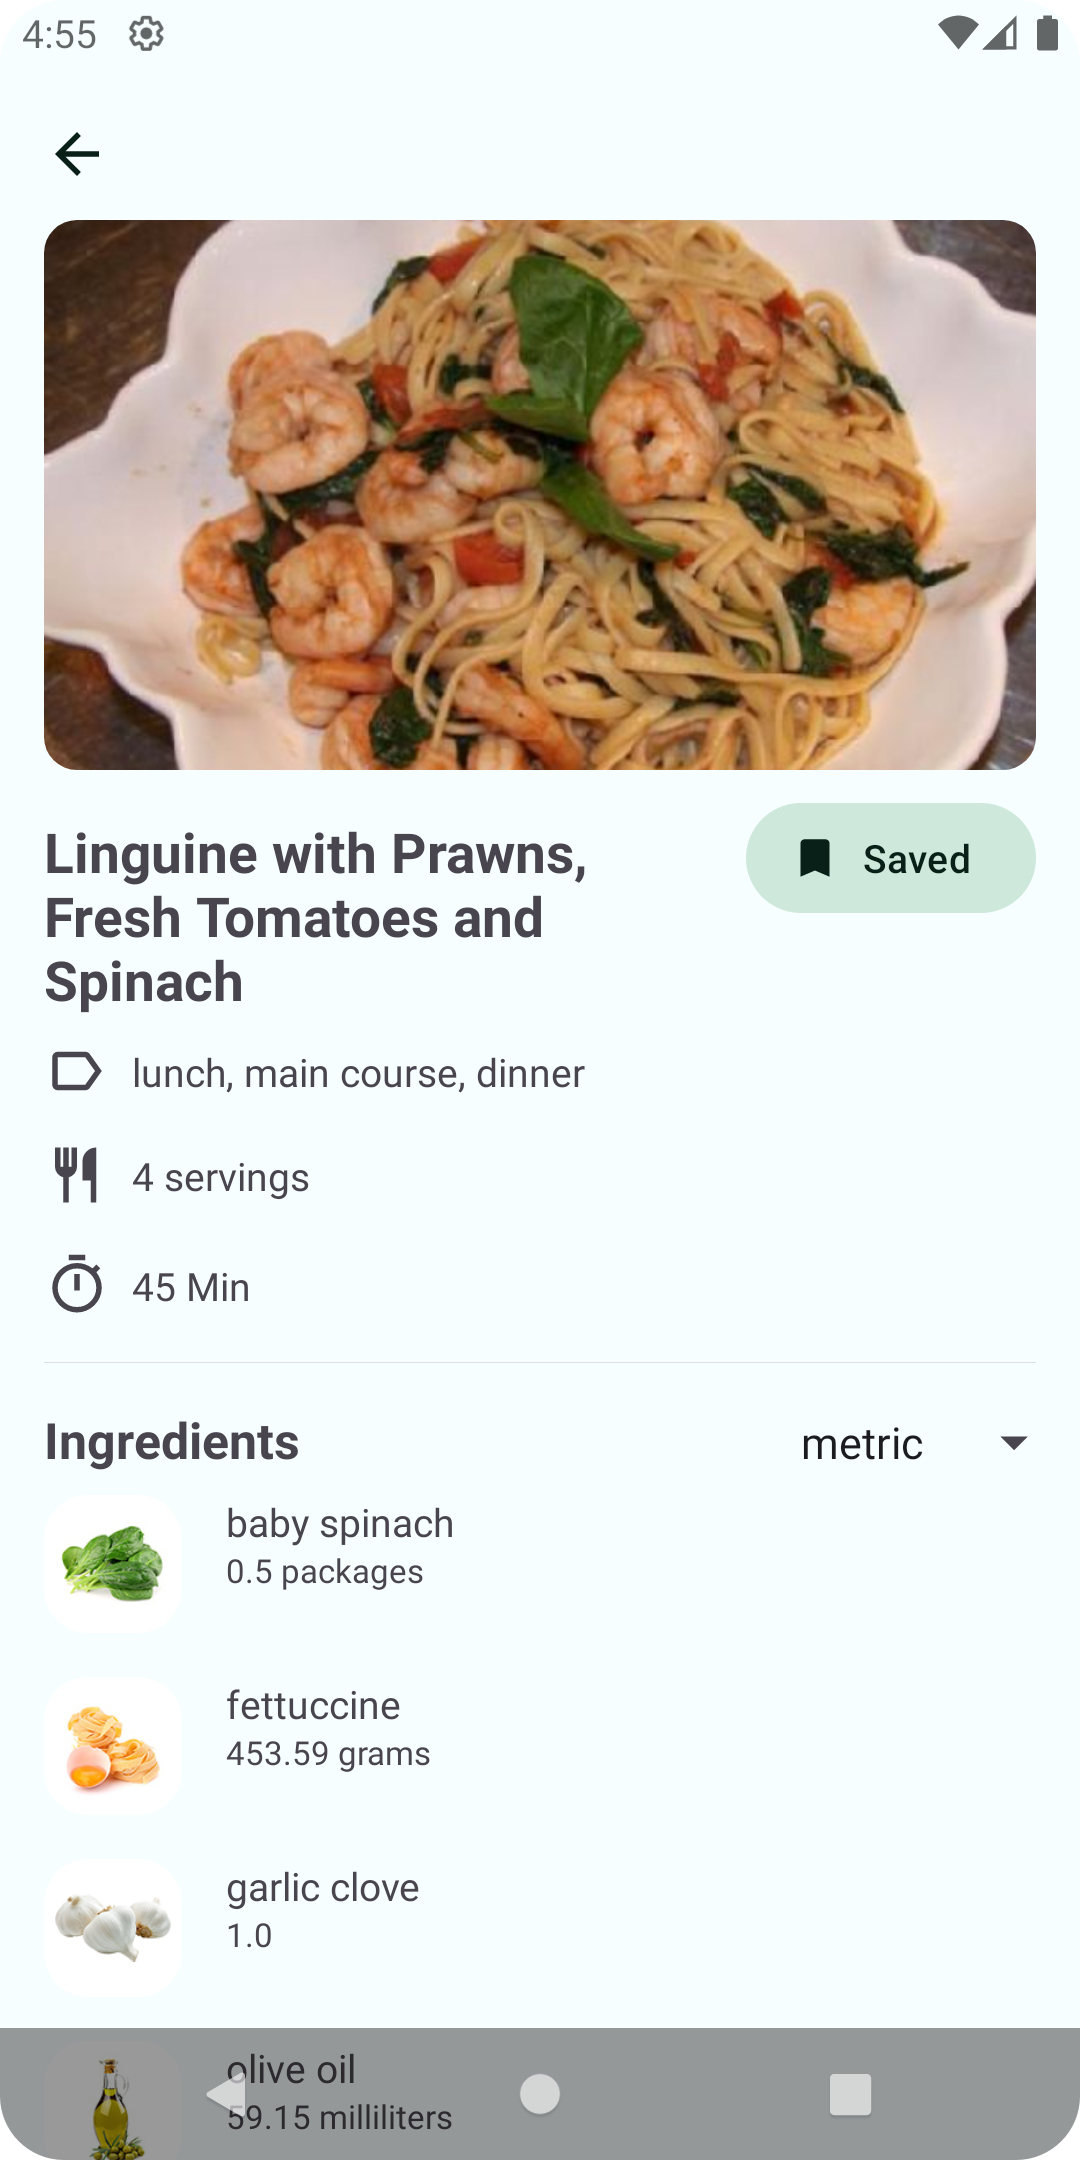 4:55
Linguine with Prawns,
Fresh Tomatoes and
Spinach
Saved
lunch, main course, dinner
4 servings
45 Min
Ingredients
metric
baby spinach
0.5 packages
fettuccine
453.59 grams
garlic clove
1.0
olive oil
59.15 milliliters